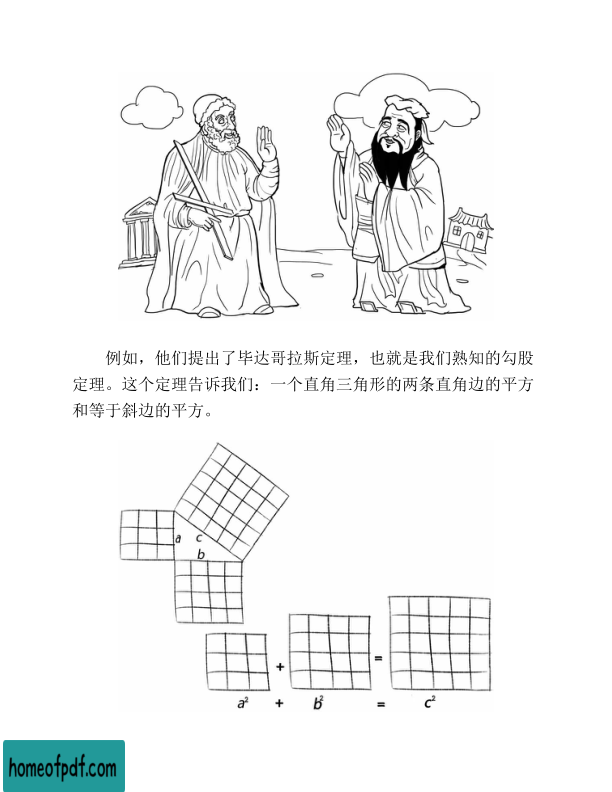 例如，他们提出了毕达哥拉斯定理，也就是我们熟知的勾股
定理。这个定理告诉我们：一个直角三角形的两条直角边的平方
和等于斜边的平方。
a c
b
+ =
a² + b² = c²
homeofpdf.com